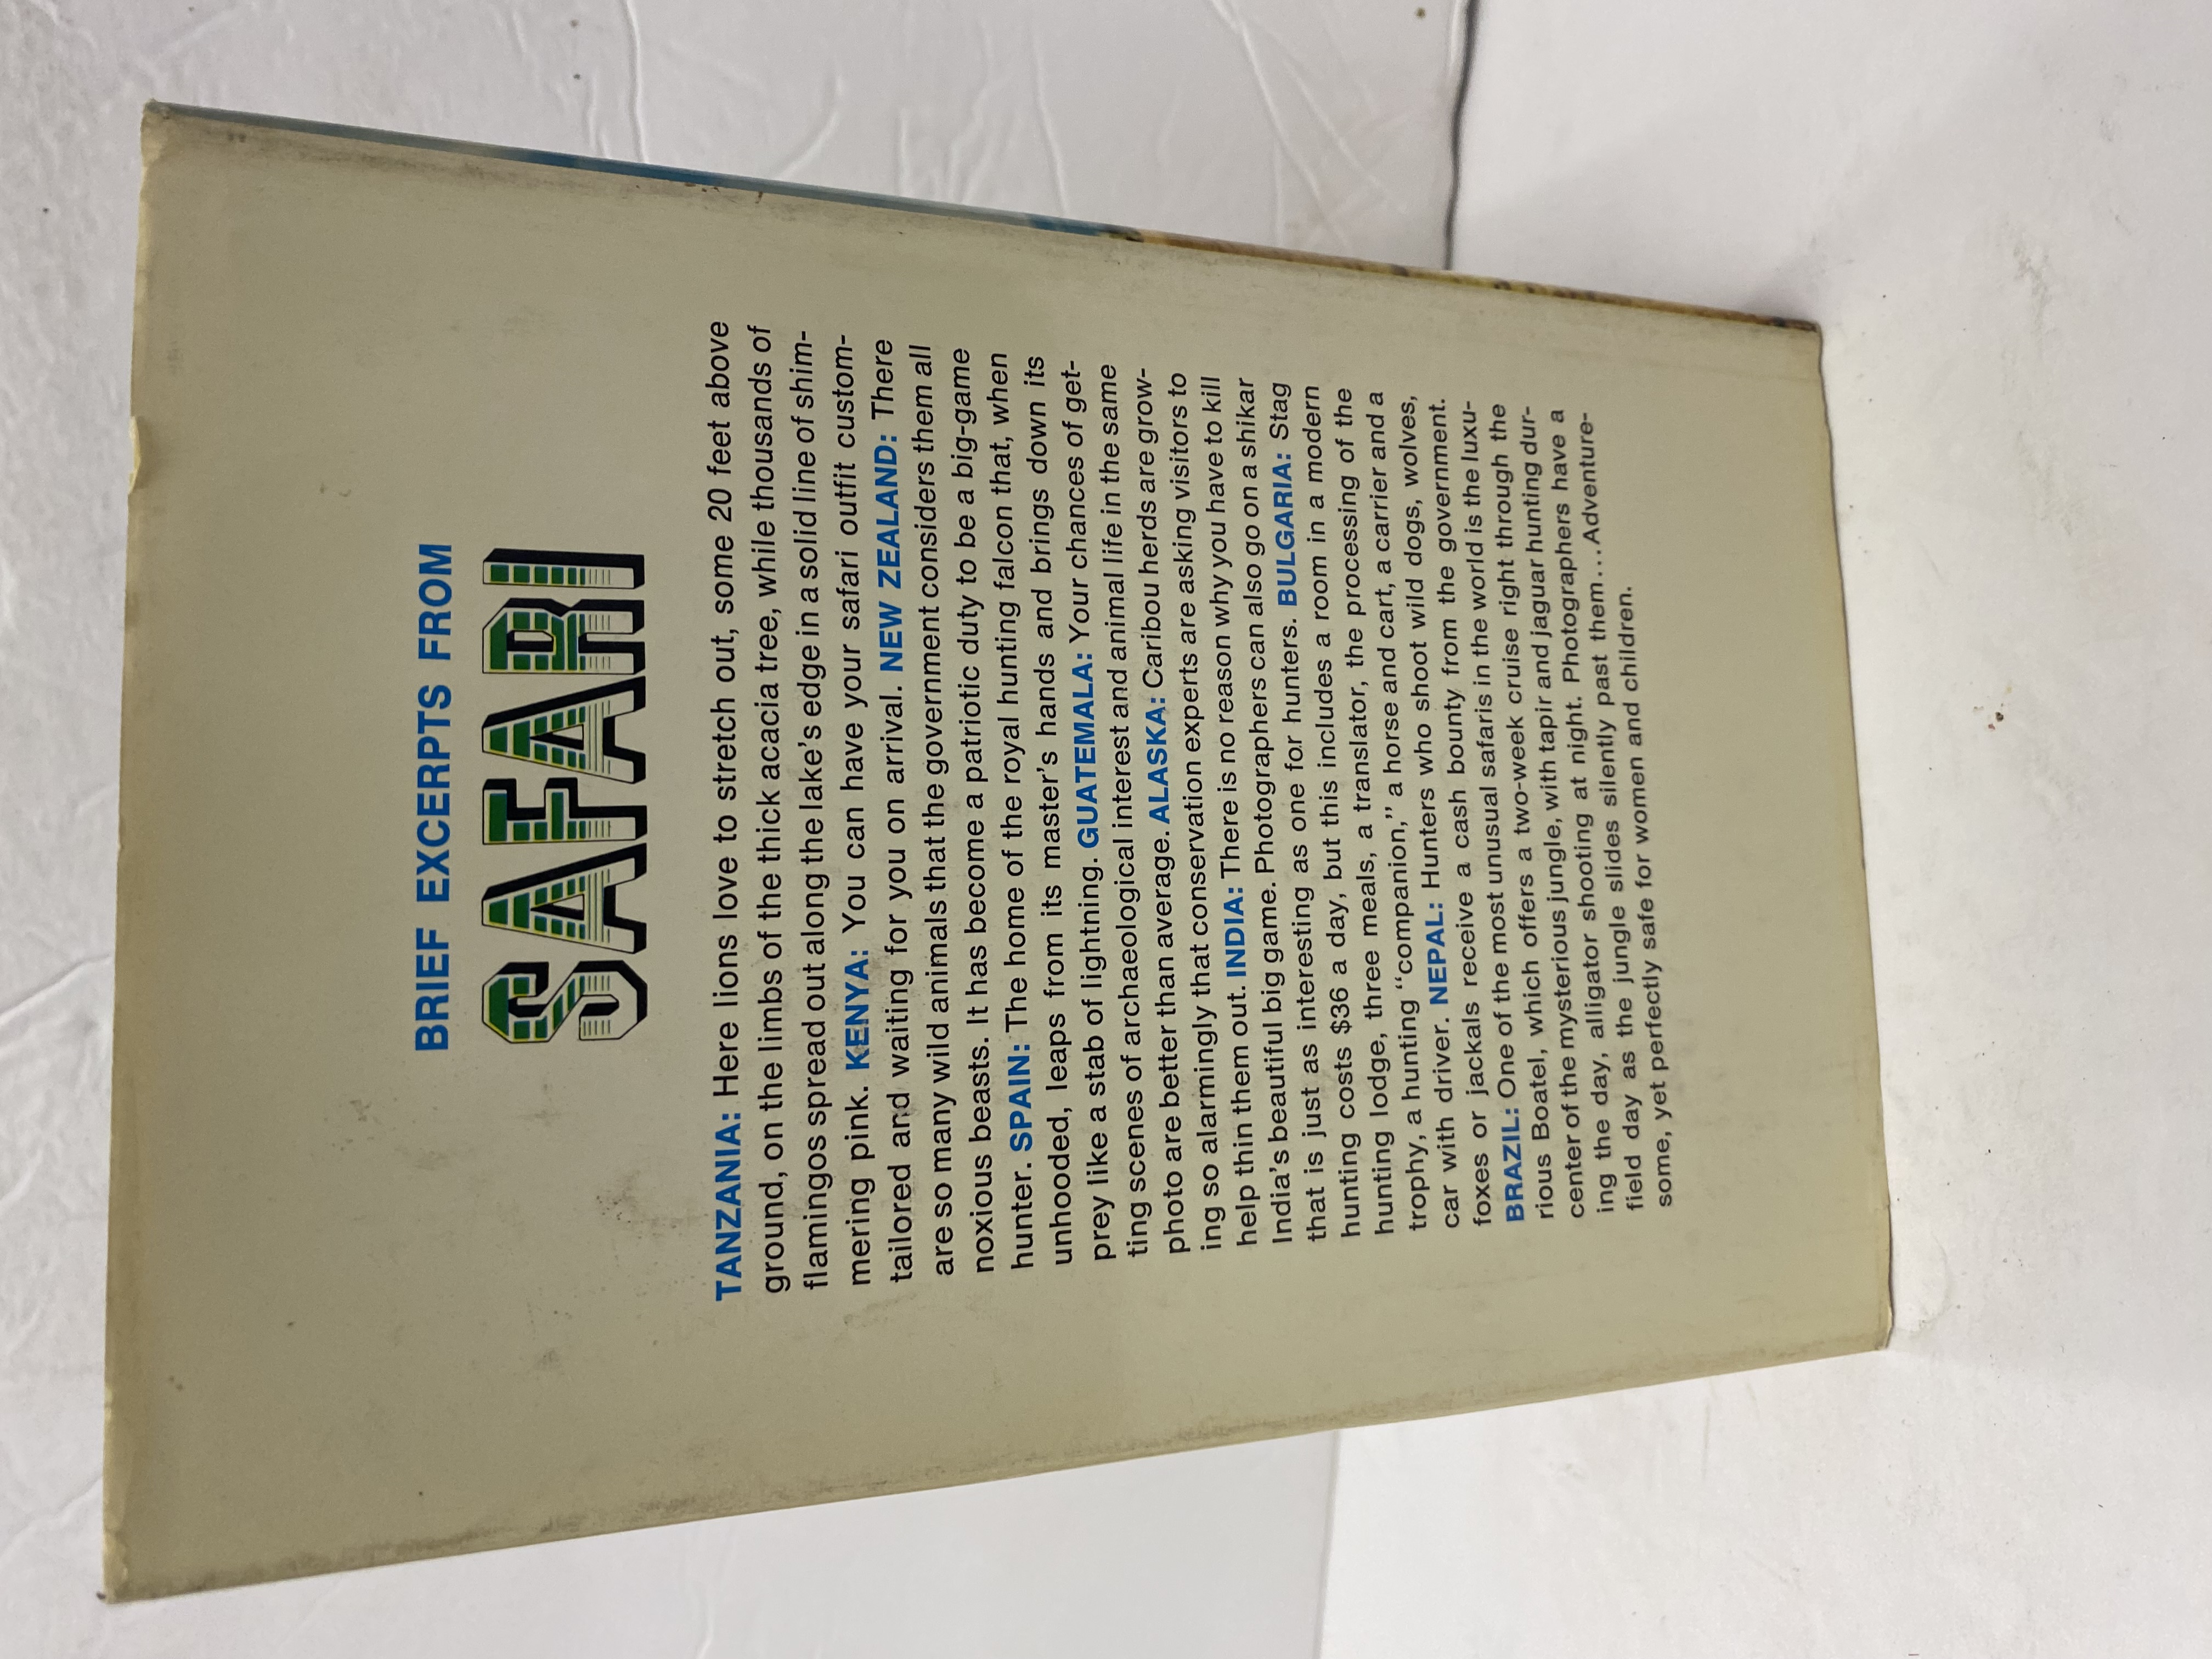 BRIEF EXCERPTS FROM
SAFARI
TANZANIA: Here lions love to stretch out, some 20 feet above
ground, on the limbs of the thick acacia tree, while thousands of
flamingos spread out along the lake's edge in a solid line of shim-
mering pink. KENYA: You can have your safari outfit custom-
tailored and waiting for you on arrival. NEW ZEALAND: There
are so many wild animals that the government considers them all
noxious beasts. It has become a patriotic duty to be a big-game
hunter. SPAIN: The home of the royal hunting falcon that, when
unhooded, leaps from its master's hands and brings down its
prey like a stab of lightning. GUATEMALA: Your chances of get-
ting scenes of archaeological interest and animal life in the same
photo are better than average. ALASKA: Caribou herds are grow-
ing so alarmingly that conservation experts are asking visitors to
help thin them out. INDIA: There is no reason why you have to kill
India's beautiful big game. Photographers can also go on a shikar
that is just as interesting as one for hunters. BULGARIA: Stag
hunting costs $36 a day, but this includes a room in a modern
hunting lodge, three meals, a translator, the processing of the
trophy, a hunting "companion," a horse and cart, a carrier and a
car with driver. NEPAL: Hunters who shoot wild dogs, wolves,
foxes or jackals receive a cash bounty from the government.
BRAZIL: One of the most unusual safaris in the world is the luxu-
rious Boatel, which offers a two-week cruise right through the
center of the mysterious jungle, with tapir and jaguar hunting dur-
ing the day, alligator shooting at night. Photographers have a
field day as the jungle slides silently past them...Adventure-
some, yet perfectly safe for women and children.